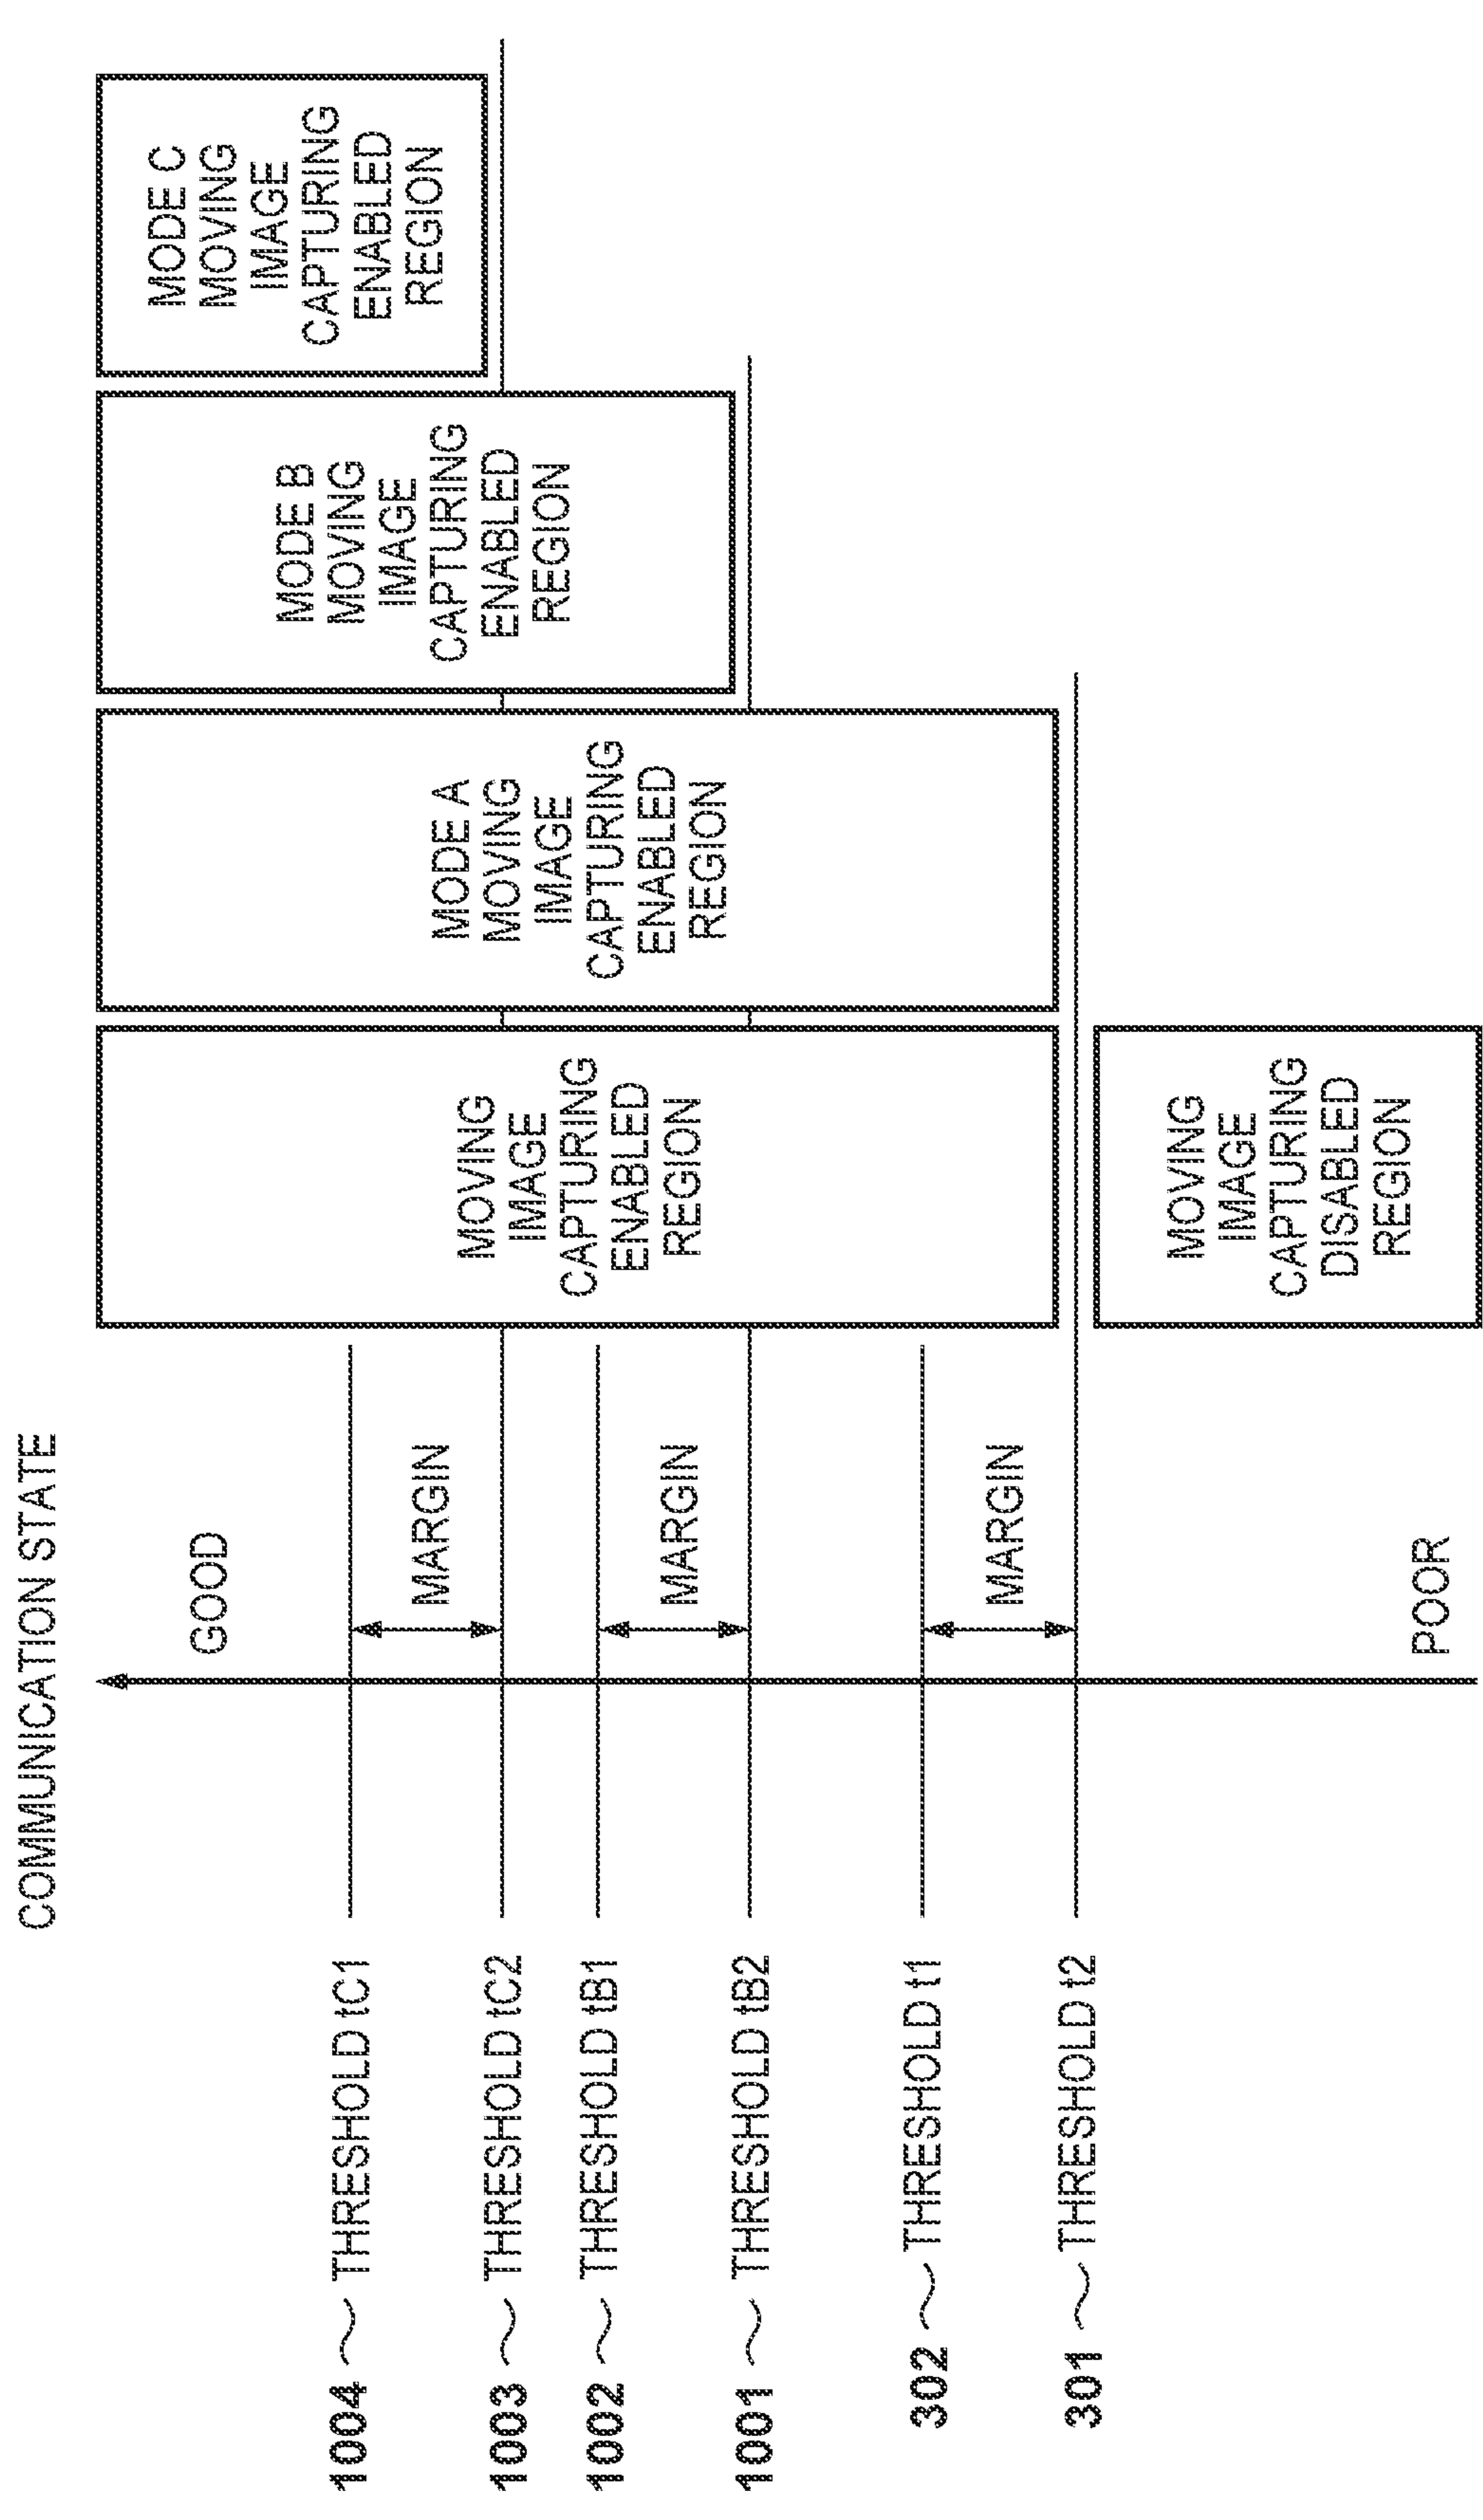 COMMUNICATION STATE
GOOD
1004 THRESHOLD tC1
MARGIN
1003 THRESHOLD tC2
1002 THRESHOLD tB1
MARGIN
1001 THRESHOLD tB2
302 THRESHOLD t1
MARGIN
301 THRESHOLD t2
POOR
MOVING
IMAGE
CAPTURING
ENABLED
REGION
MOVING
IMAGE
CAPTURING
DISABLED
REGION
MODE A
MOVING
IMAGE
CAPTURING
ENABLED
REGION
MODE B
MOVING
IMAGE
CAPTURING
ENABLED
REGION
MODE C
MOVING
IMAGE
CAPTURING
ENABLED
REGION